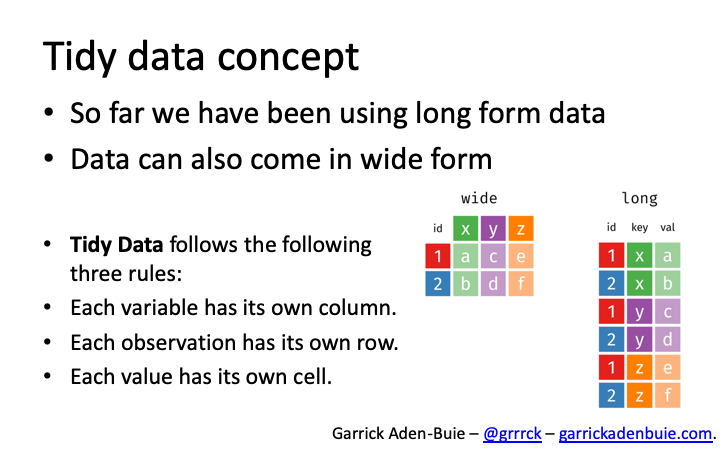 Tidy data concept
• So far we have been using long form data
• Data can also come in wide form
wide
id x y z
1 a c e
2 b d f
long
id key val
1 x a
2 x b
1 y c
2 y d
1 z e
2 z f
• Tidy Data follows the following
three rules:
• Each variable has its own column.
• Each observation has its own row.
• Each value has its own cell.
Garrick Aden-Buie – @grrrck – garrickadenbuie.com.